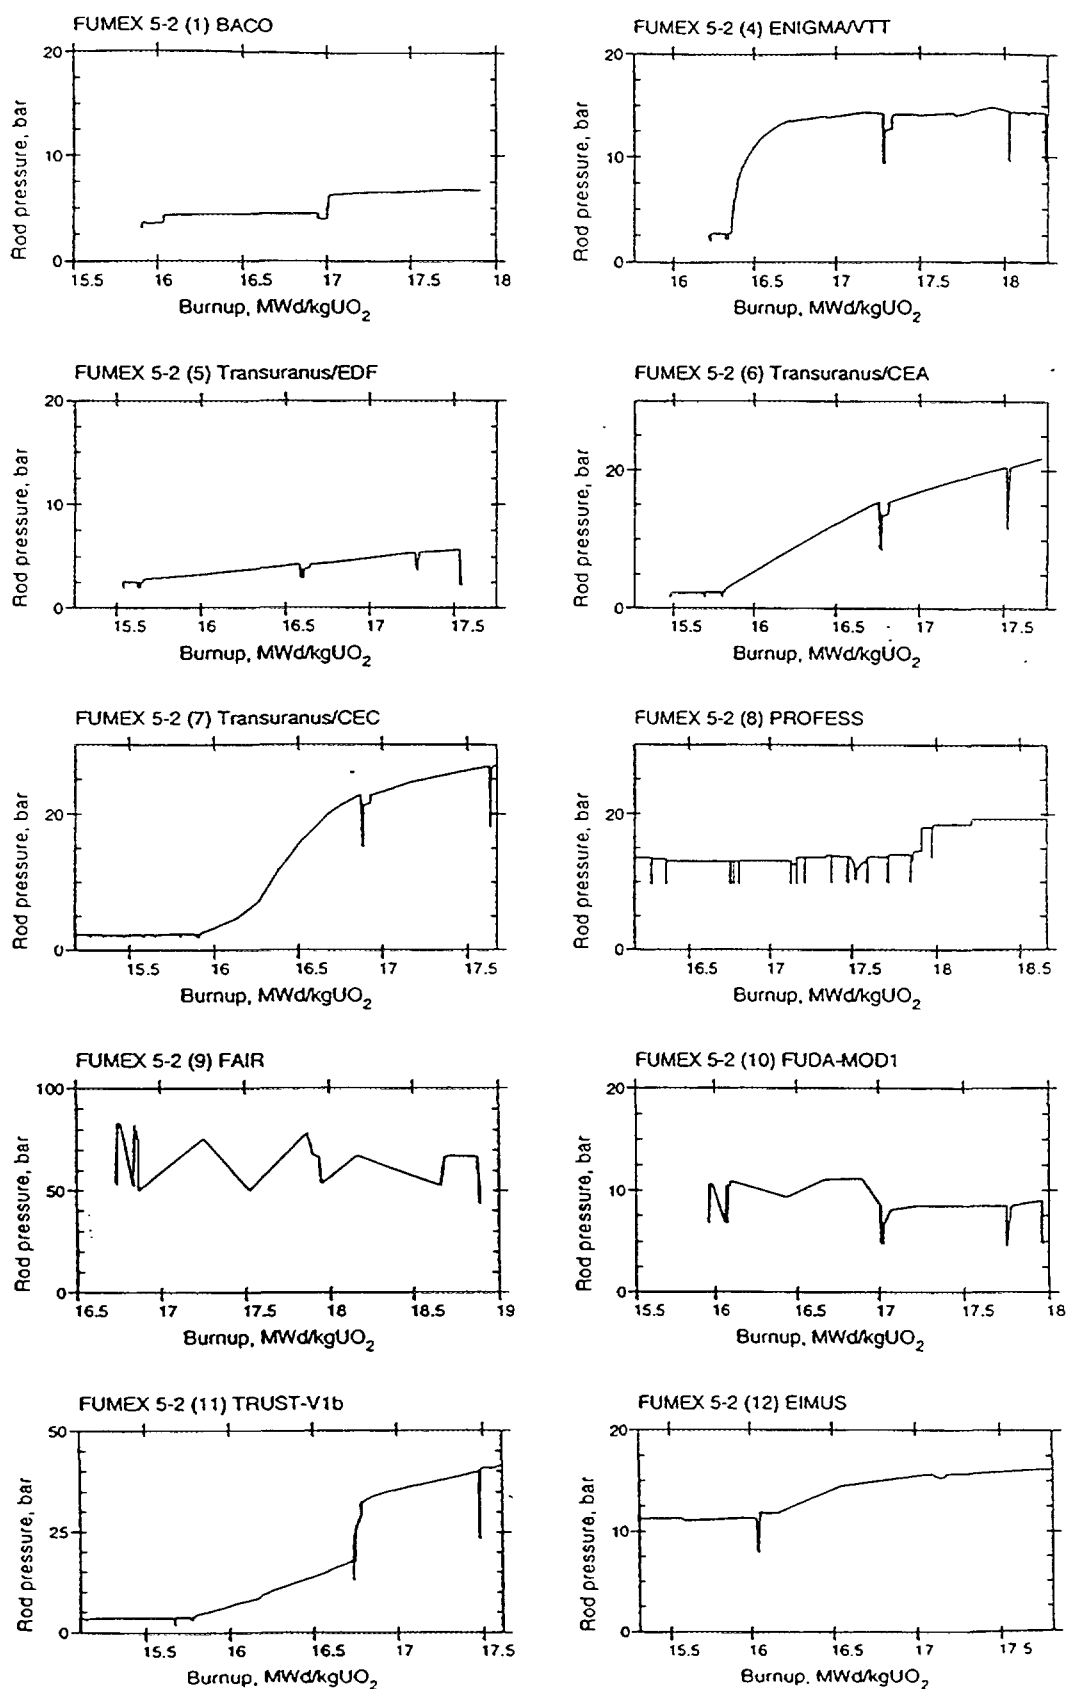 FUMEX 5-2 (1) BACO
20
10
0
Rod pressure, bar
15.5 16 16.5 17 17.5 18
Burnup, MWd/kgUO2
FUMEX 5-2 (4) ENIGMA/VTT
20
10
0
Rod pressure, bar
16 16.5 17 17.5 18
Burnup, MWd/kgUO2
FUMEX 5-2 (5) Transuranus/EDF
20
10
0
Rod pressure, bar
15.5 16 16.5 17 17.5
Burnup, MWd/kgUO2
FUMEX 5-2 (6) Transuranus/CEA
20
0
Rod pressure, bar
15.5 16 16.5 17 17.5
Burnup, MWd/kgUO2
FUMEX 5-2 (7) Transuranus/CEC
20
0
Rod pressure, bar
15.5 16 16.5 17 17.5
Burnup, MWd/kgUO2
FUMEX 5-2 (8) PROFESS
20
0
Rod pressure, bar
16.5 17 17.5 18 18.5
Burnup, MWd/kgUO2
FUMEX 5-2 (9) FAIR
100
50
0
Rod pressure, bar
16.5 17 17.5 18 18.5 19
Burnup, MWd/kgUO2
FUMEX 5-2 (10) FUDA-MOD1
20
10
0
Rod pressure, bar
15.5 16 16.5 17 17.5 18
Burnup, MWd/kgUO2
FUMEX 5-2 (11) TRUST-V1b
50
25
0
Rod pressure, bar
15.5 16 16.5 17 17.5
Burnup, MWd/kgUO2
FUMEX 5-2 (12) EIMUS
20
10
0
Rod pressure, bar
15.5 16 16.5 17 17.5
Burnup, MWd/kgUO2